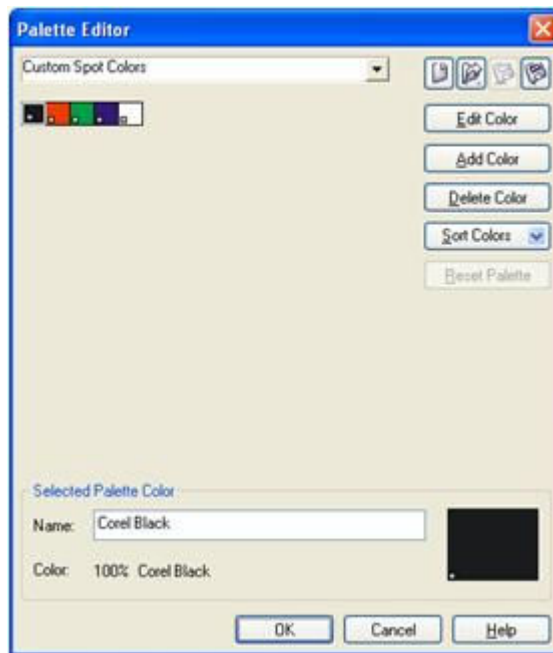 Palette Editor
Custom Spot Colors
Edit Color
Add Color
Delete Color
Sort Colors
Reset Palette
Selected Palette Color
Name: Corel Black
Color: 100% Corel Black
OK Cancel Help